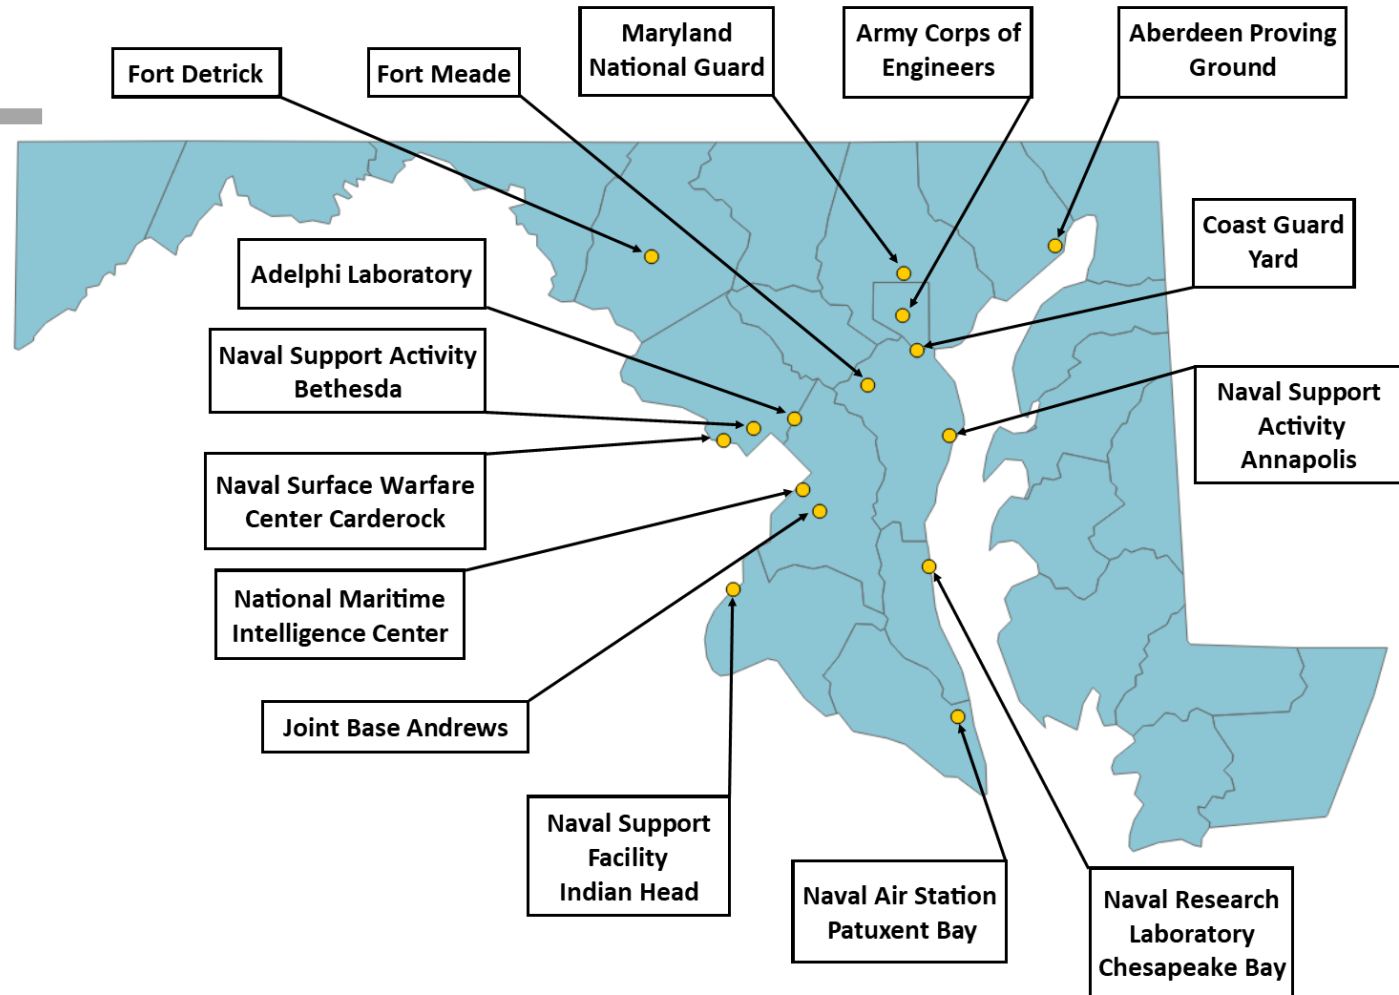 Maryland
National Guard
Army Corps of
Engineers
Aberdeen Proving
Ground
Fort Detrick
Fort Meade
Coast Guard
Yard
Adelphi Laboratory
Naval Support Activity
Bethesda
Naval Support
Activity
Annapolis
Naval Surface Warfare
Center Carderock
National Maritime
Intelligence Center
Joint Base Andrews
Naval Support
Facility
Indian Head
Naval Air Station
Patuxent Bay
Naval Research
Laboratory
Chesapeake Bay